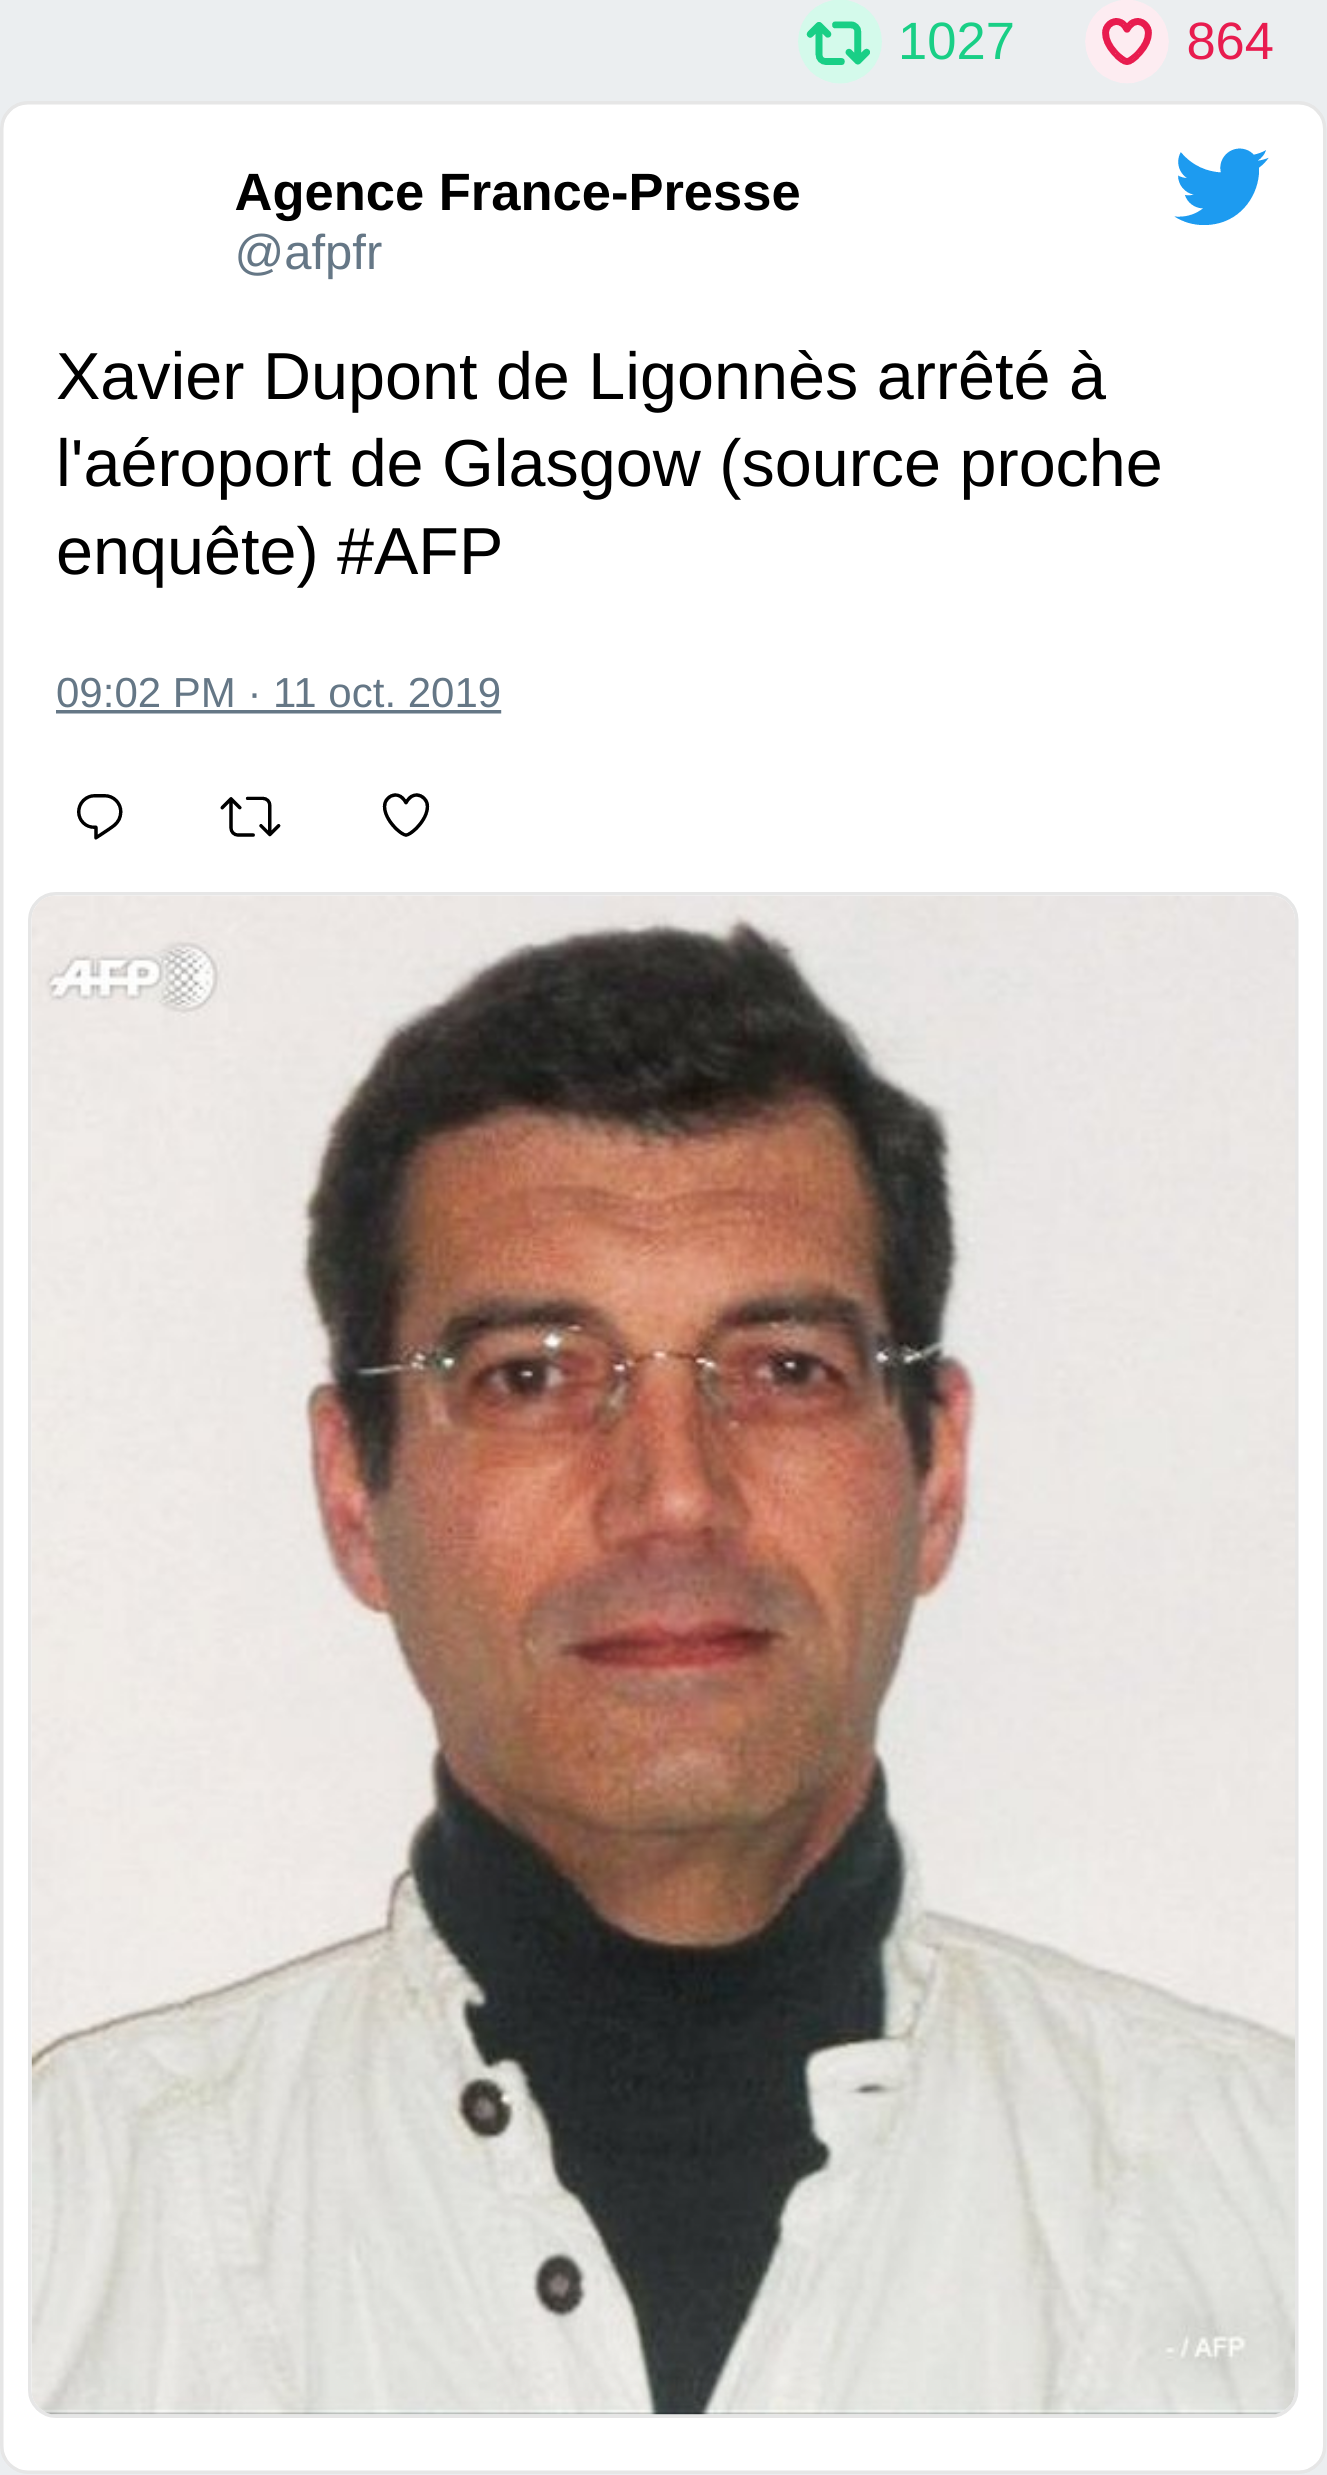 1027 864
Agence France-Presse
@afpfr
Xavier Dupont de Ligonnès arrêté à
l'aéroport de Glasgow (source proche
enquête) #AFP
09:02 PM · 11 oct. 2019
AFP
- / AFP